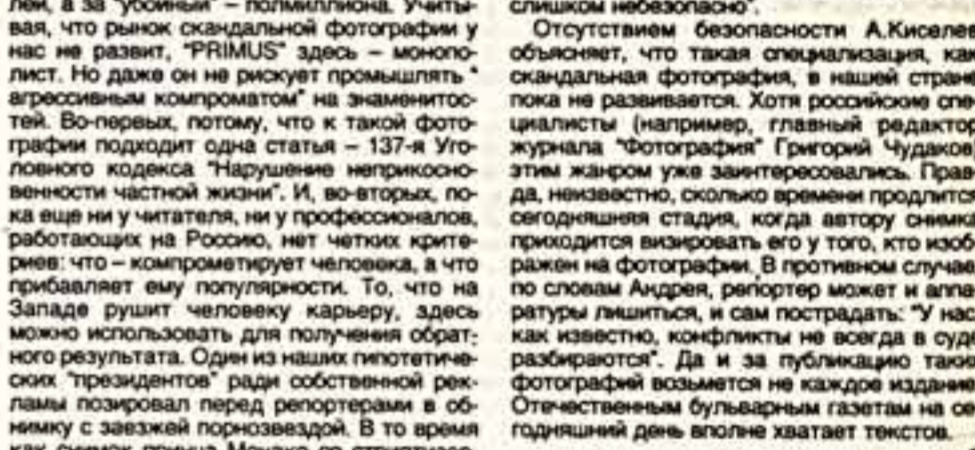 лей, а за "убойный" – полмиллиона. Учиты-
вая, что рынок скандальной фотографии у
нас не развит, "PRIMUS" здесь – монопо-
лист. Но даже он не рискует промышлять "
агрессивным компроматом" на знаменитос-
тей. Во-первых, потому, что к такой фото-
графии подходит одна статья – 137-я Уго-
ловного кодекса "Нарушение неприкосно-
венности частной жизни". И, во-вторых, по-
ка еще ни у читателя, ни у профессионалов,
работающих на Россию, нет четких крите-
риев: что – компрометирует человека, а что
прибавляет ему популярности. То, что на
Западе рушит человеку карьеру, здесь
можно использовать для получения обрат-
ного результата. Один из наших гипотетиче-
ских "президентов" ради собственной рек-
ламы позировал перед репортерами в об-
нимку с заезжей порнозвездой. В то время
как снимок принца Монако со стриптизе-
слишком небезопасно".
Отсутствием безопасности А.Киселев
объясняет, что такая специализация, как
скандальная фотография, в нашей стране
пока не развивается. Хотя российские спе
циалисты (например, главный редактор
журнала "Фотография" Григорий Чудаков)
этим жанром уже заинтересовались. Прав
да, неизвестно, сколько времени продлится
сегодняшняя стадия, когда автору снимка
приходится визировать его у того, кто изоб
ражен на фотографии. В противном случае
по словам Андрея, репортер может и аппа
ратуры лишиться, и сам пострадать: "У нас
как известно, конфликты не всегда в суде
разбираются". Да и за публикацию таких
фотографий возьмется не каждое издание
Отечественным бульварным газетам на се
годняшний день вполне хватает текстов.